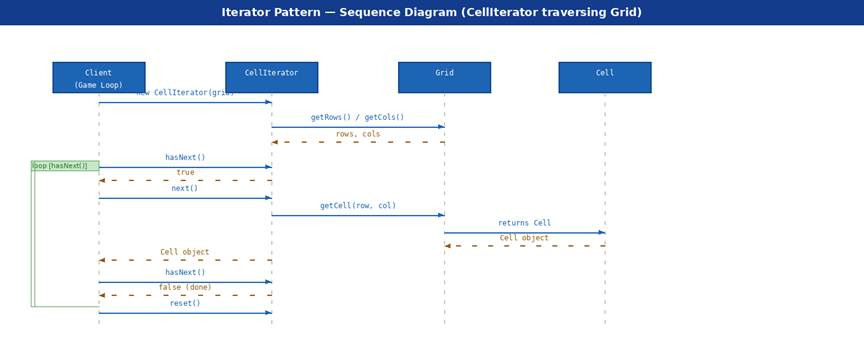 Iterator Pattern — Sequence Diagram (CellIterator traversing Grid)
Client
(Game Loop)
CellIterator
Grid
Cell
new CellIterator(grid)
getRows() / getCols()
rows, cols
hasNext()
loop [hasNext()]
true
next()
getCell(row, col)
returns Cell
Cell object
Cell object
hasNext()
false (done)
reset()